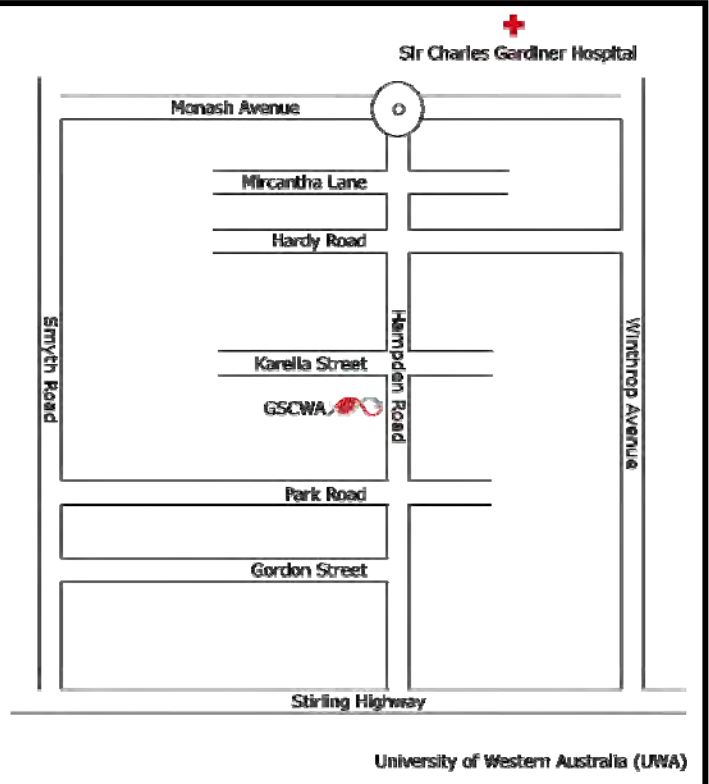 Sir Charles Gardiner Hospital
Monash Avenue
Mircantha Lane
Hardy Road
Smyth Road
Hampden Road
Winthrop Avenue
Karella Street
GSCWA
Park Road
Gordon Street
Stirling Highway
University of Western Australia (UWA)